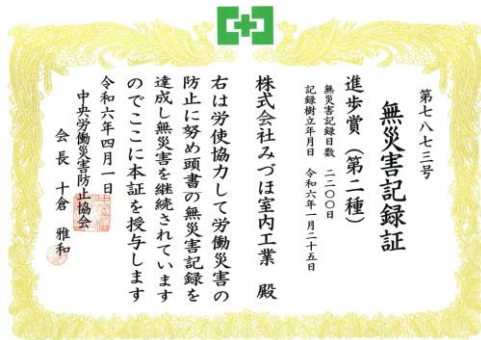 第七八七三号
無災害記録証
進歩賞（第二種）
無災害記録日数　二二〇〇日
記録樹立年月日　令和六年一月二十五日
株式会社みづほ室内工業　殿
右は労使協力して労働災害の
防止に努め頭書の無災害記録を
達成し無災害を継続されています
のでここに本証を授与します
令和六年四月一日
中央労働災害防止協会
会長　十倉　雅和